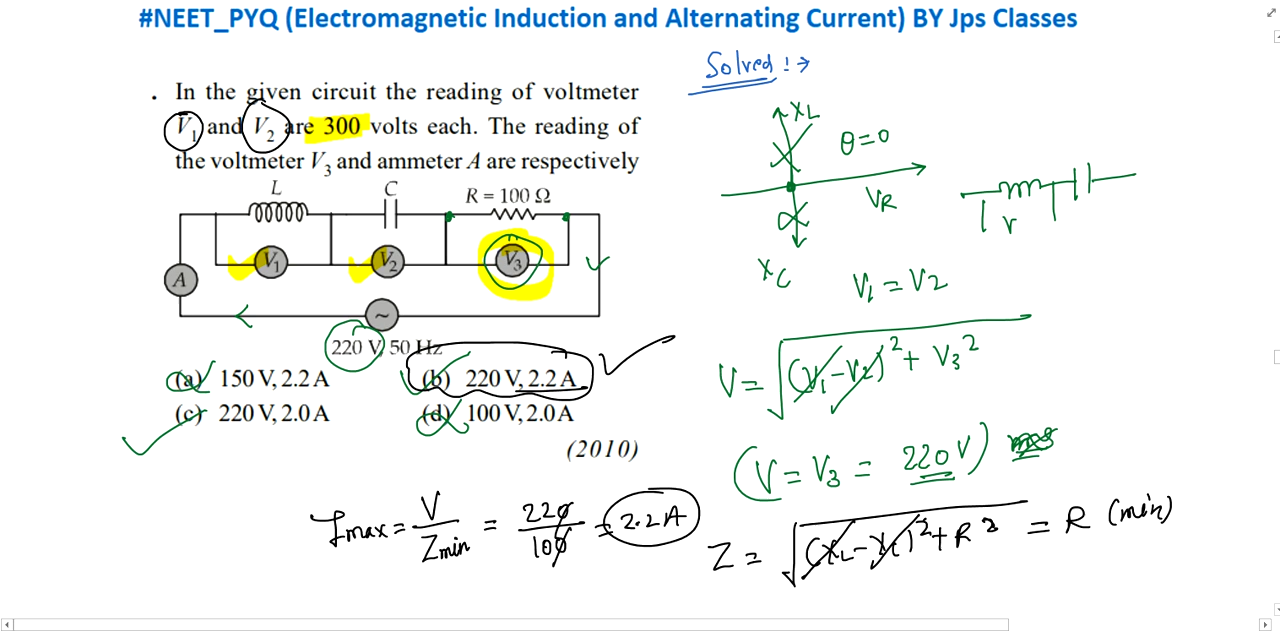 #NEET_PYQ (Electromagnetic Induction and Alternating Current) BY Jps Classes
Solved :→
. In the given circuit the reading of voltmeter
V₁ and V₂ are 300 volts each. The reading of
the voltmeter V₃ and ammeter A are respectively
L
C
R = 100 Ω
V₁
V₂
V₃
A
~
220 V, 50 Hz
(a) 150 V, 2.2 A
(b) 220 V, 2.2 A
(c) 220 V, 2.0 A
(d) 100 V, 2.0 A
(2010)
XL
θ=0
VR
XC
r
V₁ = V₂
V = √(V₁-V₂)² + V₃²
(V = V₃ = 220V)
Imax = V/Zmin = 220/100 = 2.2A
Z = √(XL-XC)² + R² = R (min)